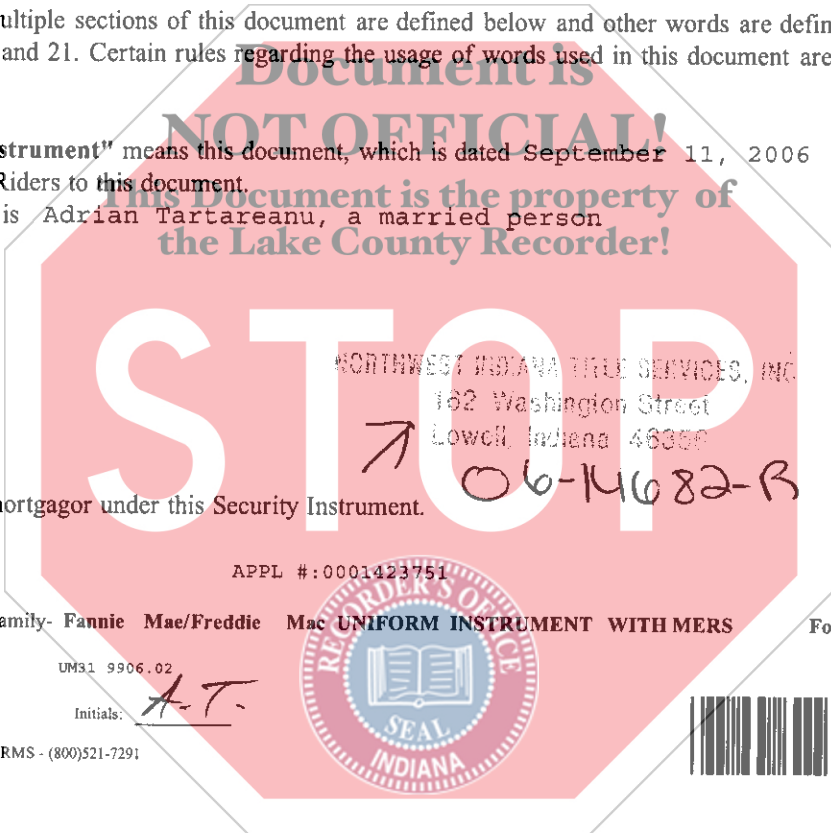 ultiple sections of this document are defined below and other words are defin
and 21. Certain rules regarding the usage of words used in this document are
Document is
NOT OFFICIAL!
strument" means this document, which is dated September 11, 2006
Riders to this document.
This Document is the property of
is Adrian Tartareanu, a married person
the Lake County Recorder!
STOP
NORTHWEST INDIANA TITLE SERVICES, INC
162 Washington Street
Lowell, Indiana 46356
06-14682-R
ortgagor under this Security Instrument.
APPL #:0001423751
amily- Fannie Mae/Freddie Mac UNIFORM INSTRUMENT WITH MERS Fo
UM31 9906.02
Initials: A.T.
RMS - (800)521-7291
RECORDER'S OFFICE
SEAL
INDIANA